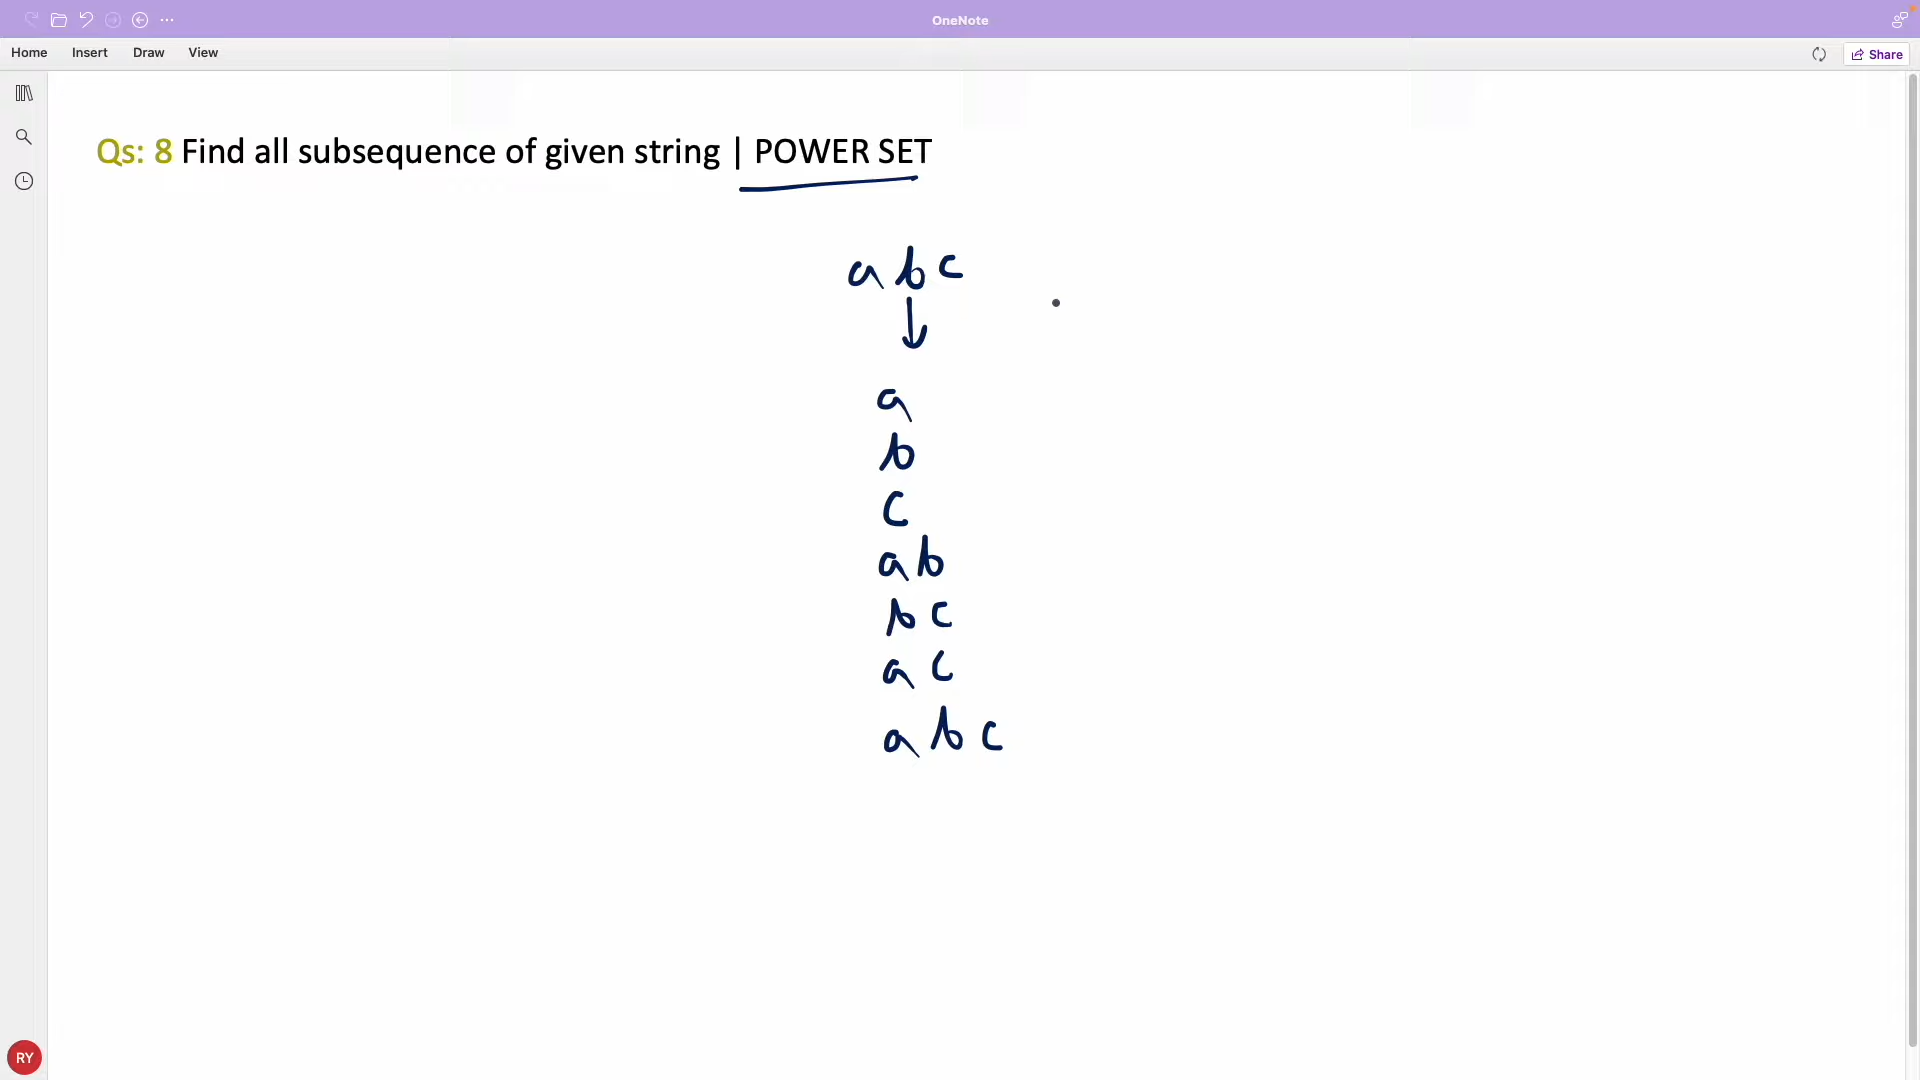 OneNote
Home Insert Draw View
Share
Qs: 8 Find all subsequence of given string | POWER SET
a b c
a
b
c
a b
b c
a c
a b c
RY